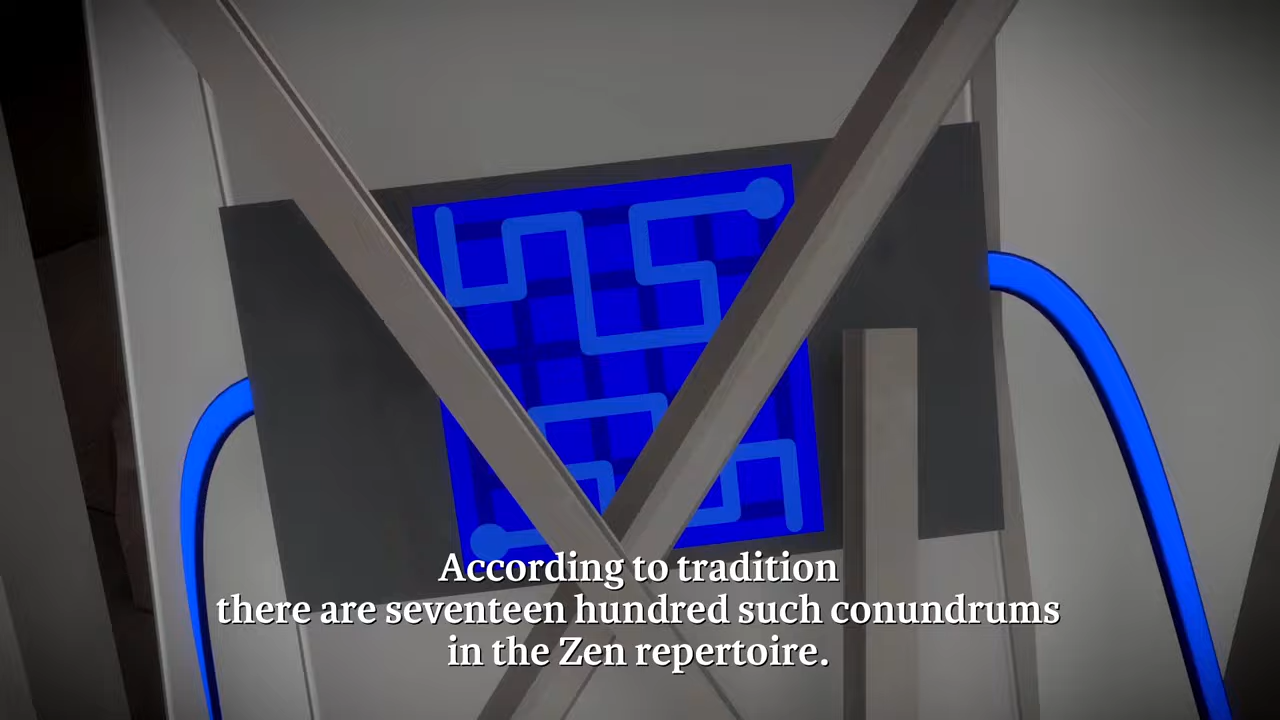 According to tradition
there are seventeen hundred such conundrums
in the Zen repertoire.